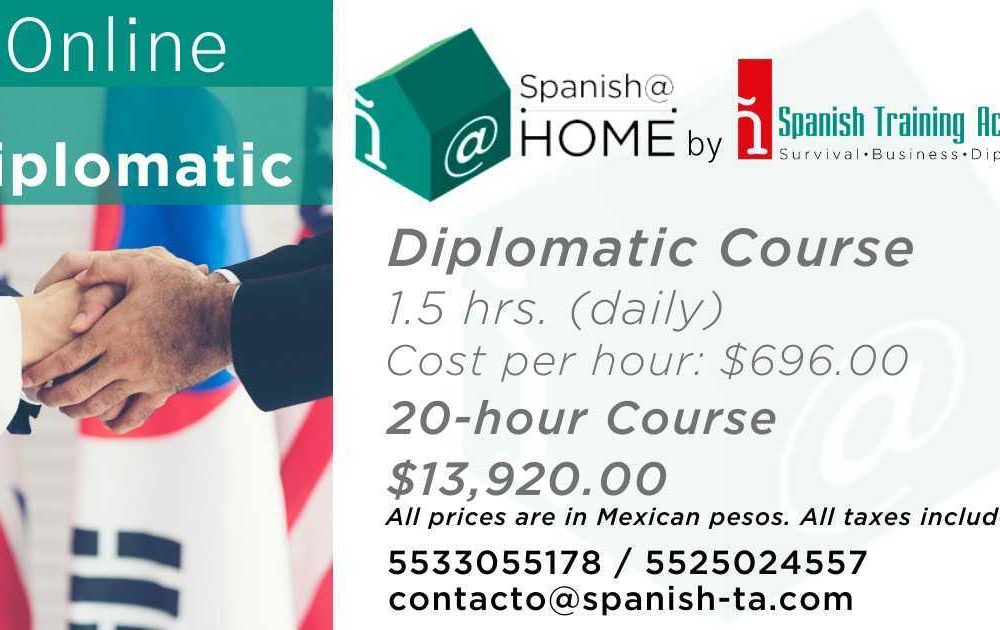 Online
iplomatic
Spanish@
HOME by
Spanish Training Ac
Survival•Business•Dip
Diplomatic Course
1.5 hrs. (daily)
Cost per hour: $696.00
20-hour Course
$13,920.00
All prices are in Mexican pesos. All taxes includ
5533055178 / 5525024557
contacto@spanish-ta.com